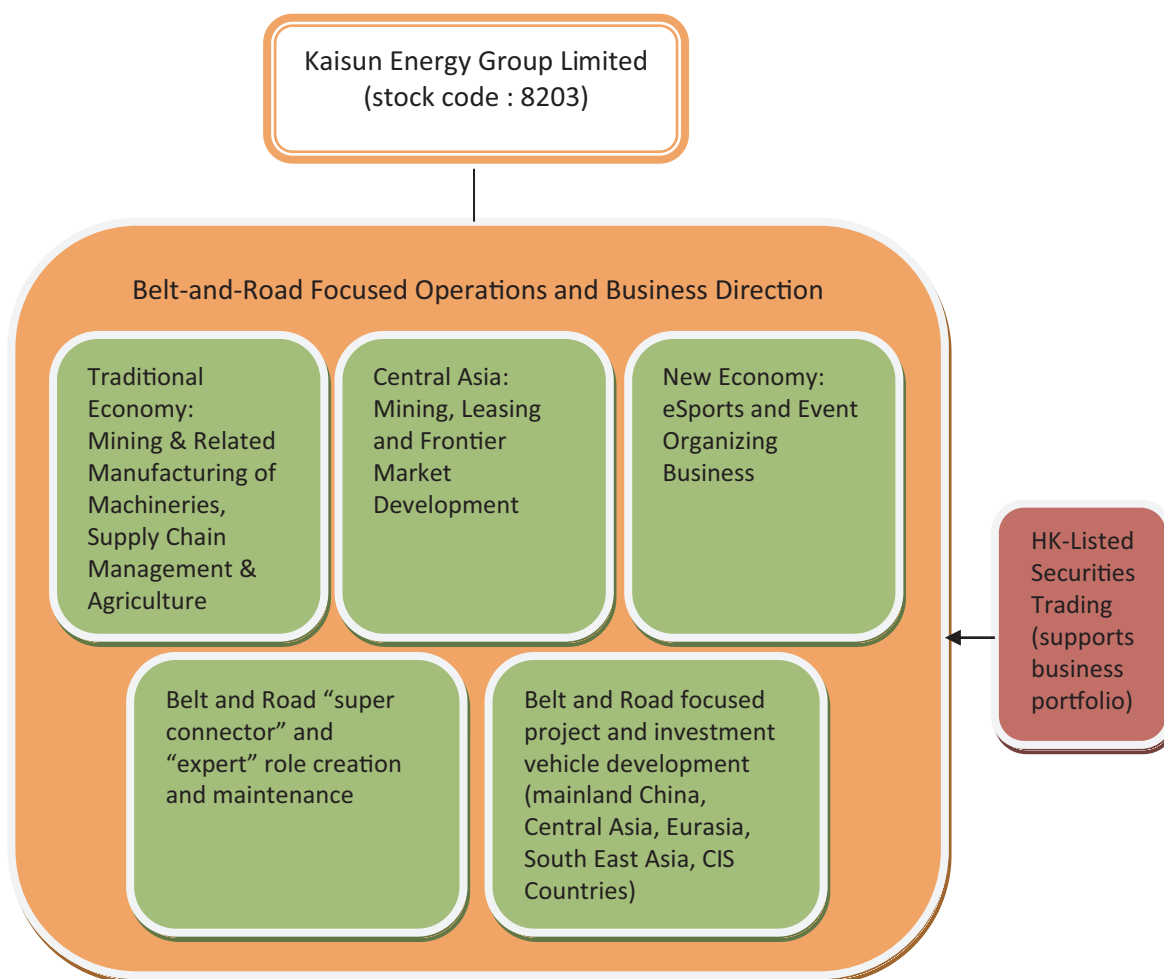 Kaisun Energy Group Limited
(stock code : 8203)
Belt-and-Road Focused Operations and Business Direction
Traditional
Economy:
Mining & Related
Manufacturing of
Machineries,
Supply Chain
Management &
Agriculture
Central Asia:
Mining, Leasing
and Frontier
Market
Development
New Economy:
eSports and Event
Organizing
Business
HK-Listed
Securities
Trading
(supports
business
portfolio)
Belt and Road “super
connector” and
“expert” role creation
and maintenance
Belt and Road focused
project and investment
vehicle development
(mainland China,
Central Asia, Eurasia,
South East Asia, CIS
Countries)